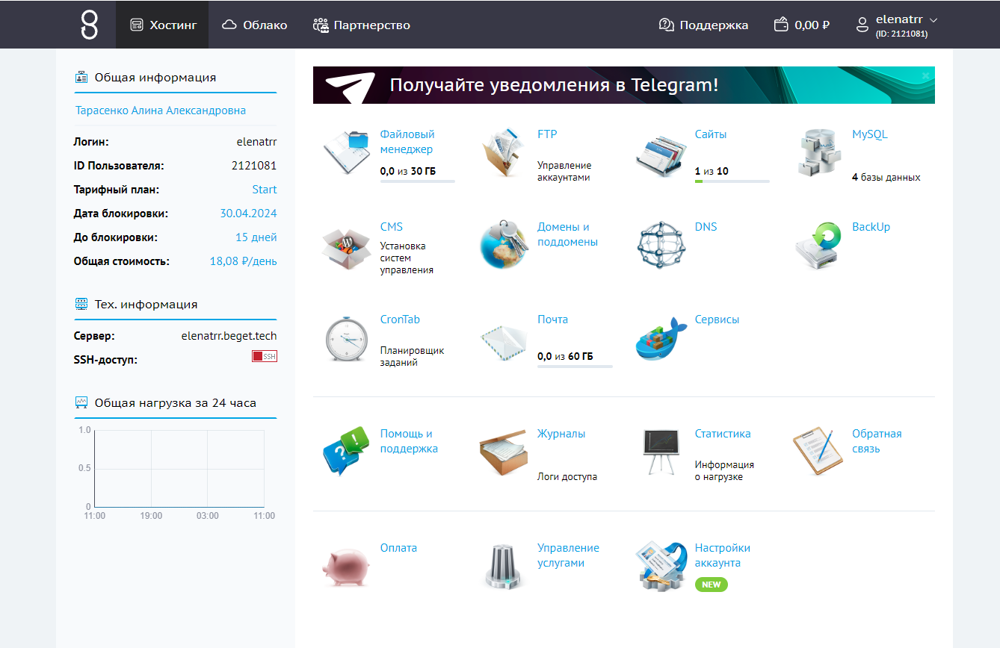 Хостинг
Облако
Партнерство
Поддержка
0,00 ₽
elenatrr
(ID: 2121081)
Общая информация
Тарасенко Алина Александровна
Логин: elenatrr
ID Пользователя: 2121081
Тарифный план: Start
Дата блокировки: 30.04.2024
До блокировки: 15 дней
Общая стоимость: 18,08 ₽/день
Тех. информация
Сервер: elenatrr.beget.tech
SSH-доступ: SSH
Общая нагрузка за 24 часа
1.0
0.5
0
11:00 19:00 03:00 11:00
Получайте уведомления в Telegram!
Файловый
менеджер
0,0 из 30 ГБ
FTP
Управление
аккаунтами
Сайты
1 из 10
MySQL
4 базы данных
CMS
Установка
систем
управления
Домены и
поддомены
DNS
BackUp
CronTab
Планировщик
заданий
Почта
0,0 из 60 ГБ
Сервисы
Помощь и
поддержка
Журналы
Логи доступа
Статистика
Информация
о нагрузке
Обратная
связь
Оплата
Управление
услугами
Настройки
аккаунта
NEW